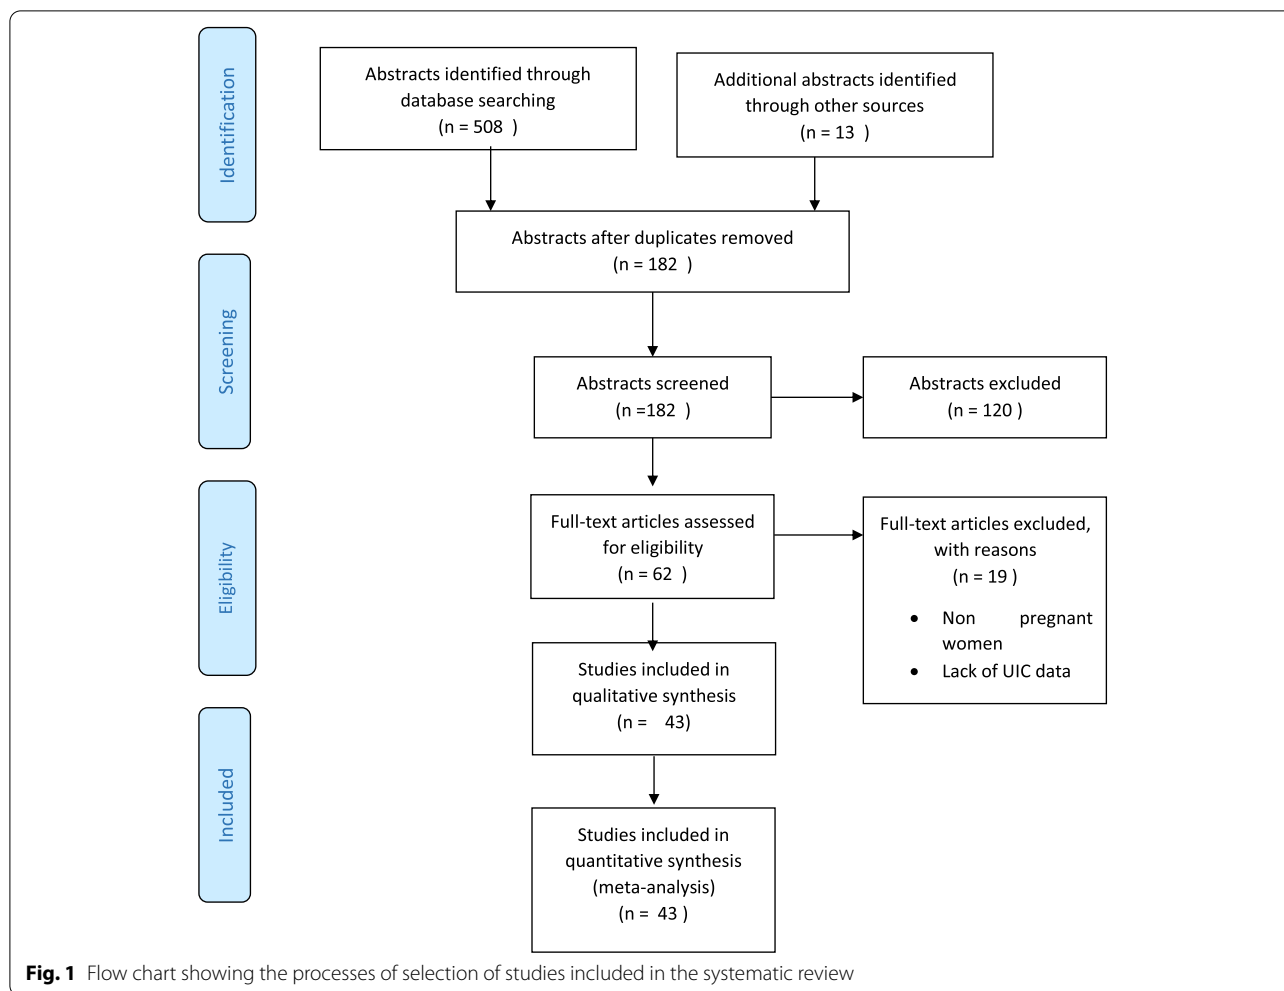 Identification
Abstracts identified through
database searching
(n = 508 )
Additional abstracts identified
through other sources
(n = 13 )
Abstracts after duplicates removed
(n = 182 )
Screening
Abstracts screened
(n =182 )
Abstracts excluded
(n = 120 )
Eligibility
Full-text articles assessed
for eligibility
(n = 62 )
Full-text articles excluded,
with reasons
(n = 19 )
• Non pregnant
women
• Lack of UIC data
Studies included in
qualitative synthesis
(n = 43)
Included
Studies included in
quantitative synthesis
(meta-analysis)
(n = 43 )
Fig. 1 Flow chart showing the processes of selection of studies included in the systematic review